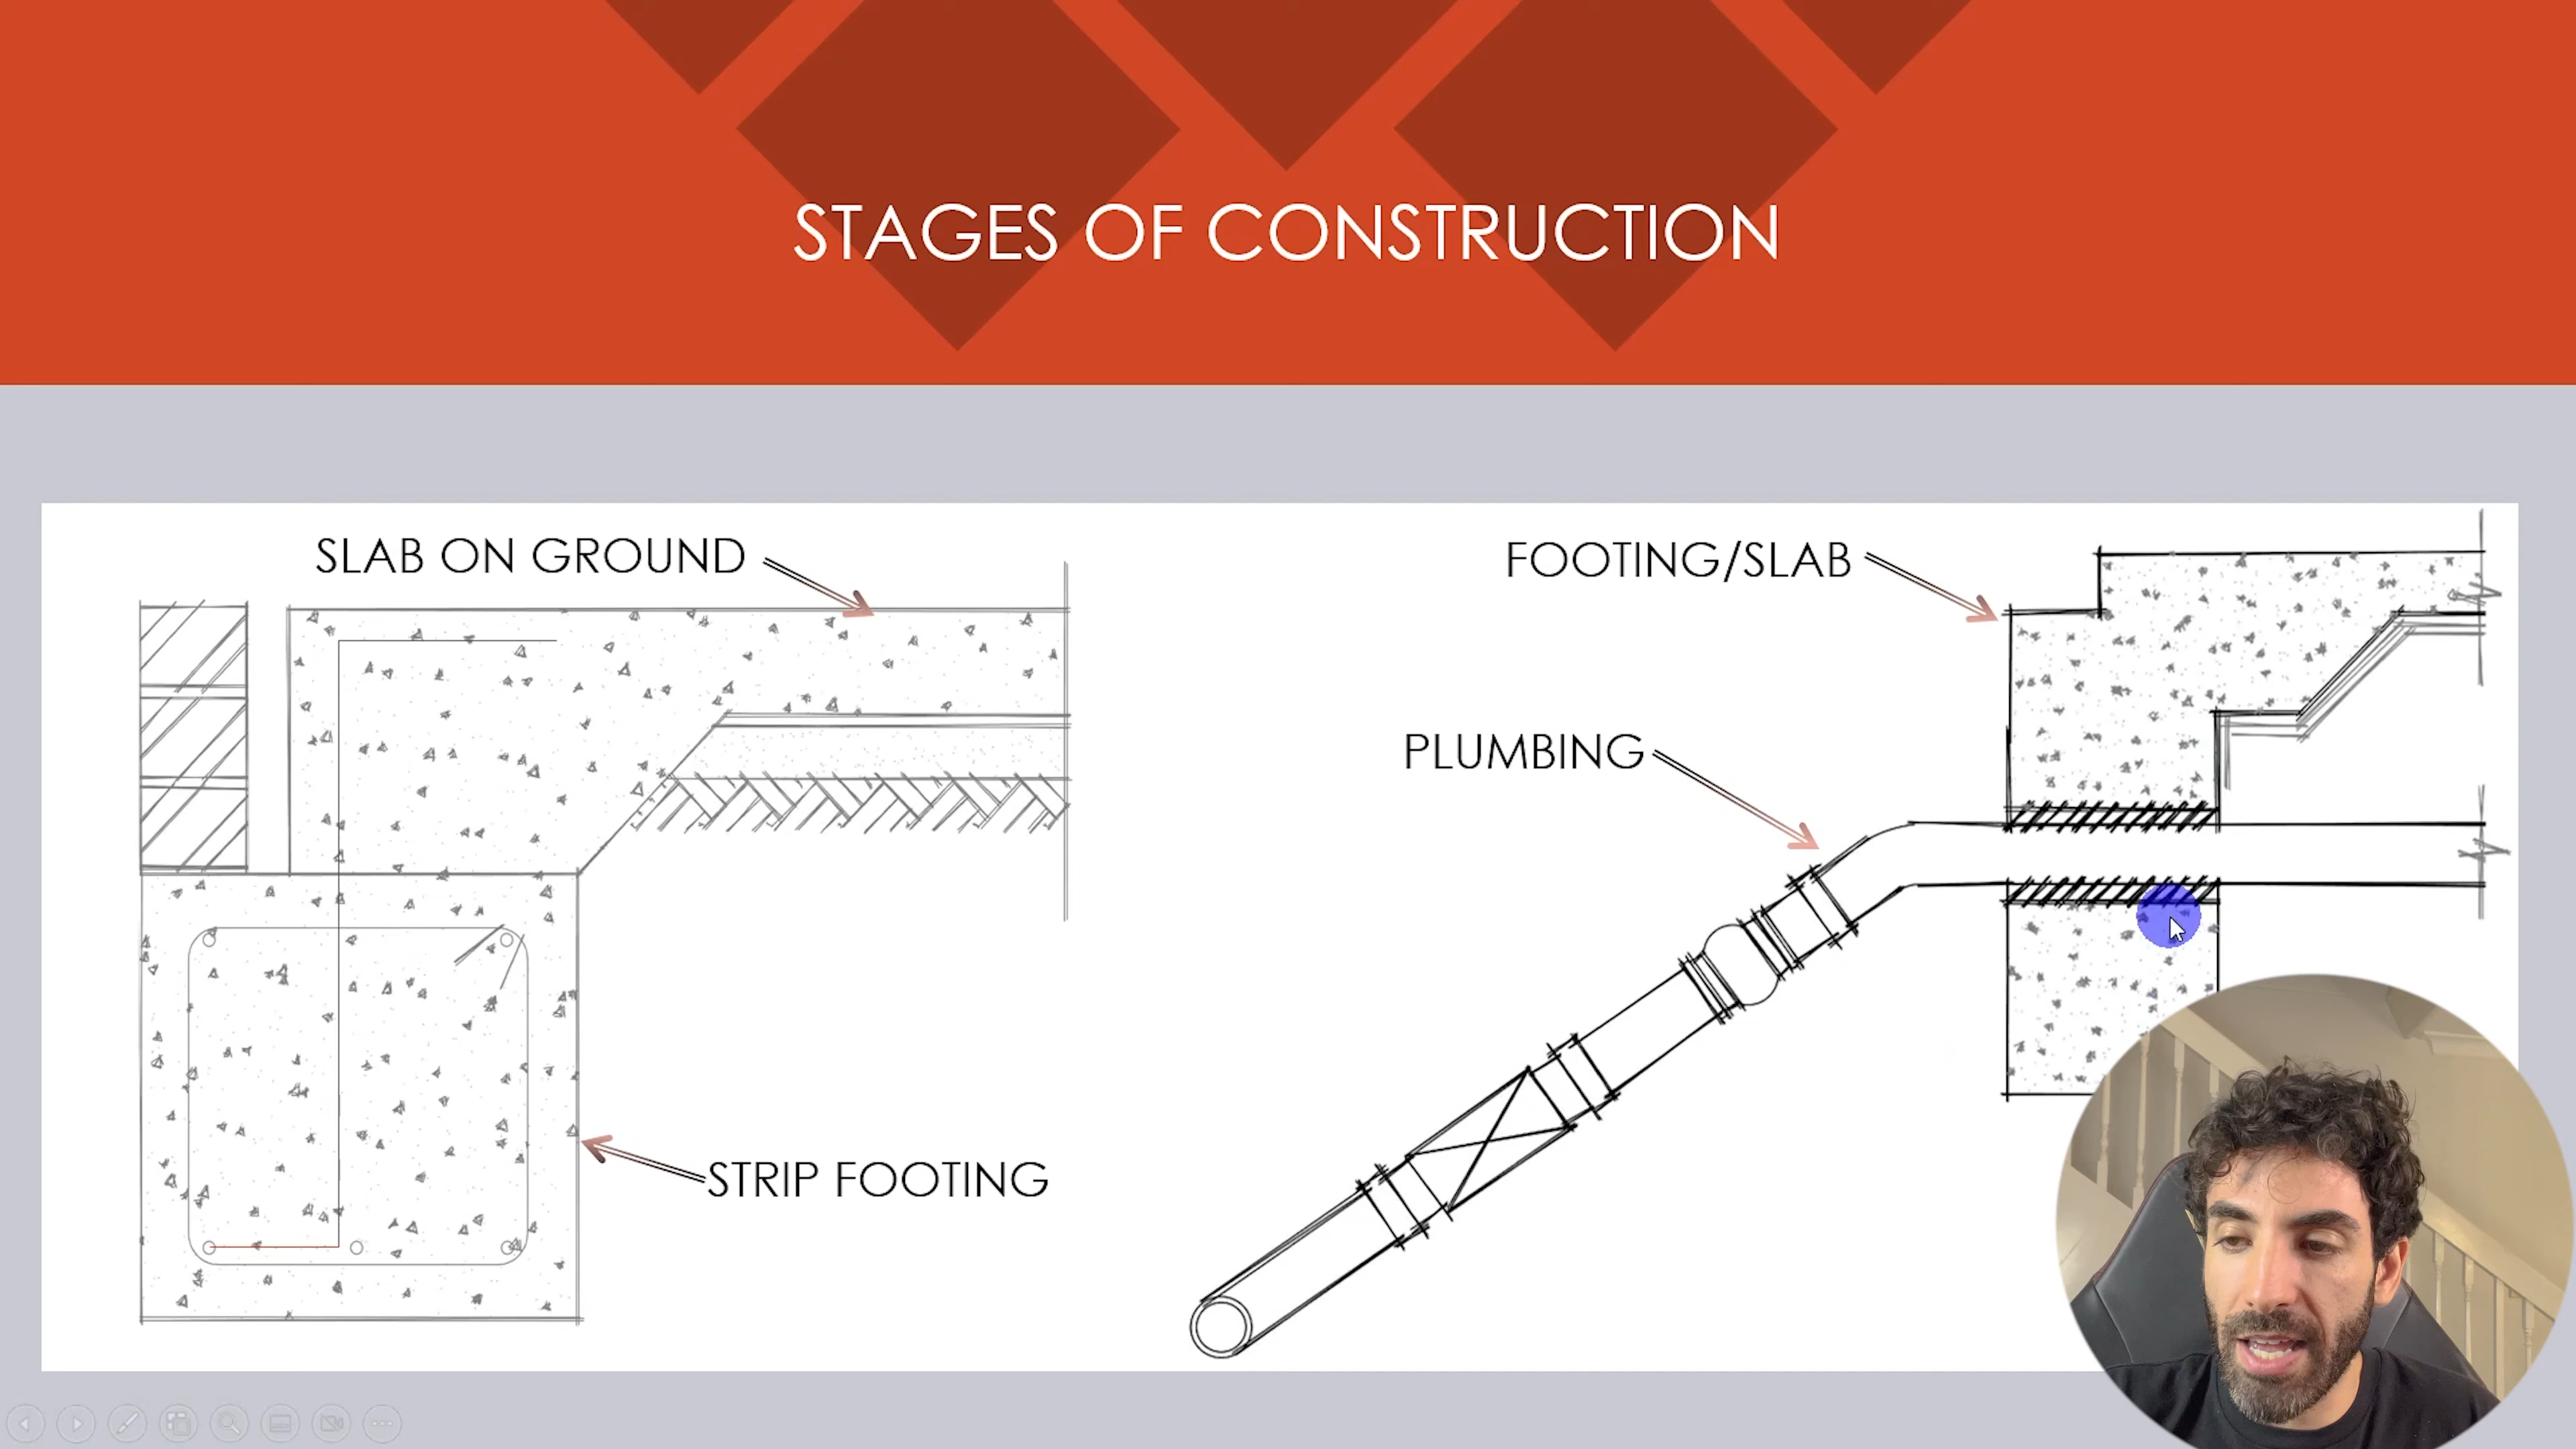 STAGES OF CONSTRUCTION
SLAB ON GROUND
FOOTING/SLAB
PLUMBING
STRIP FOOTING